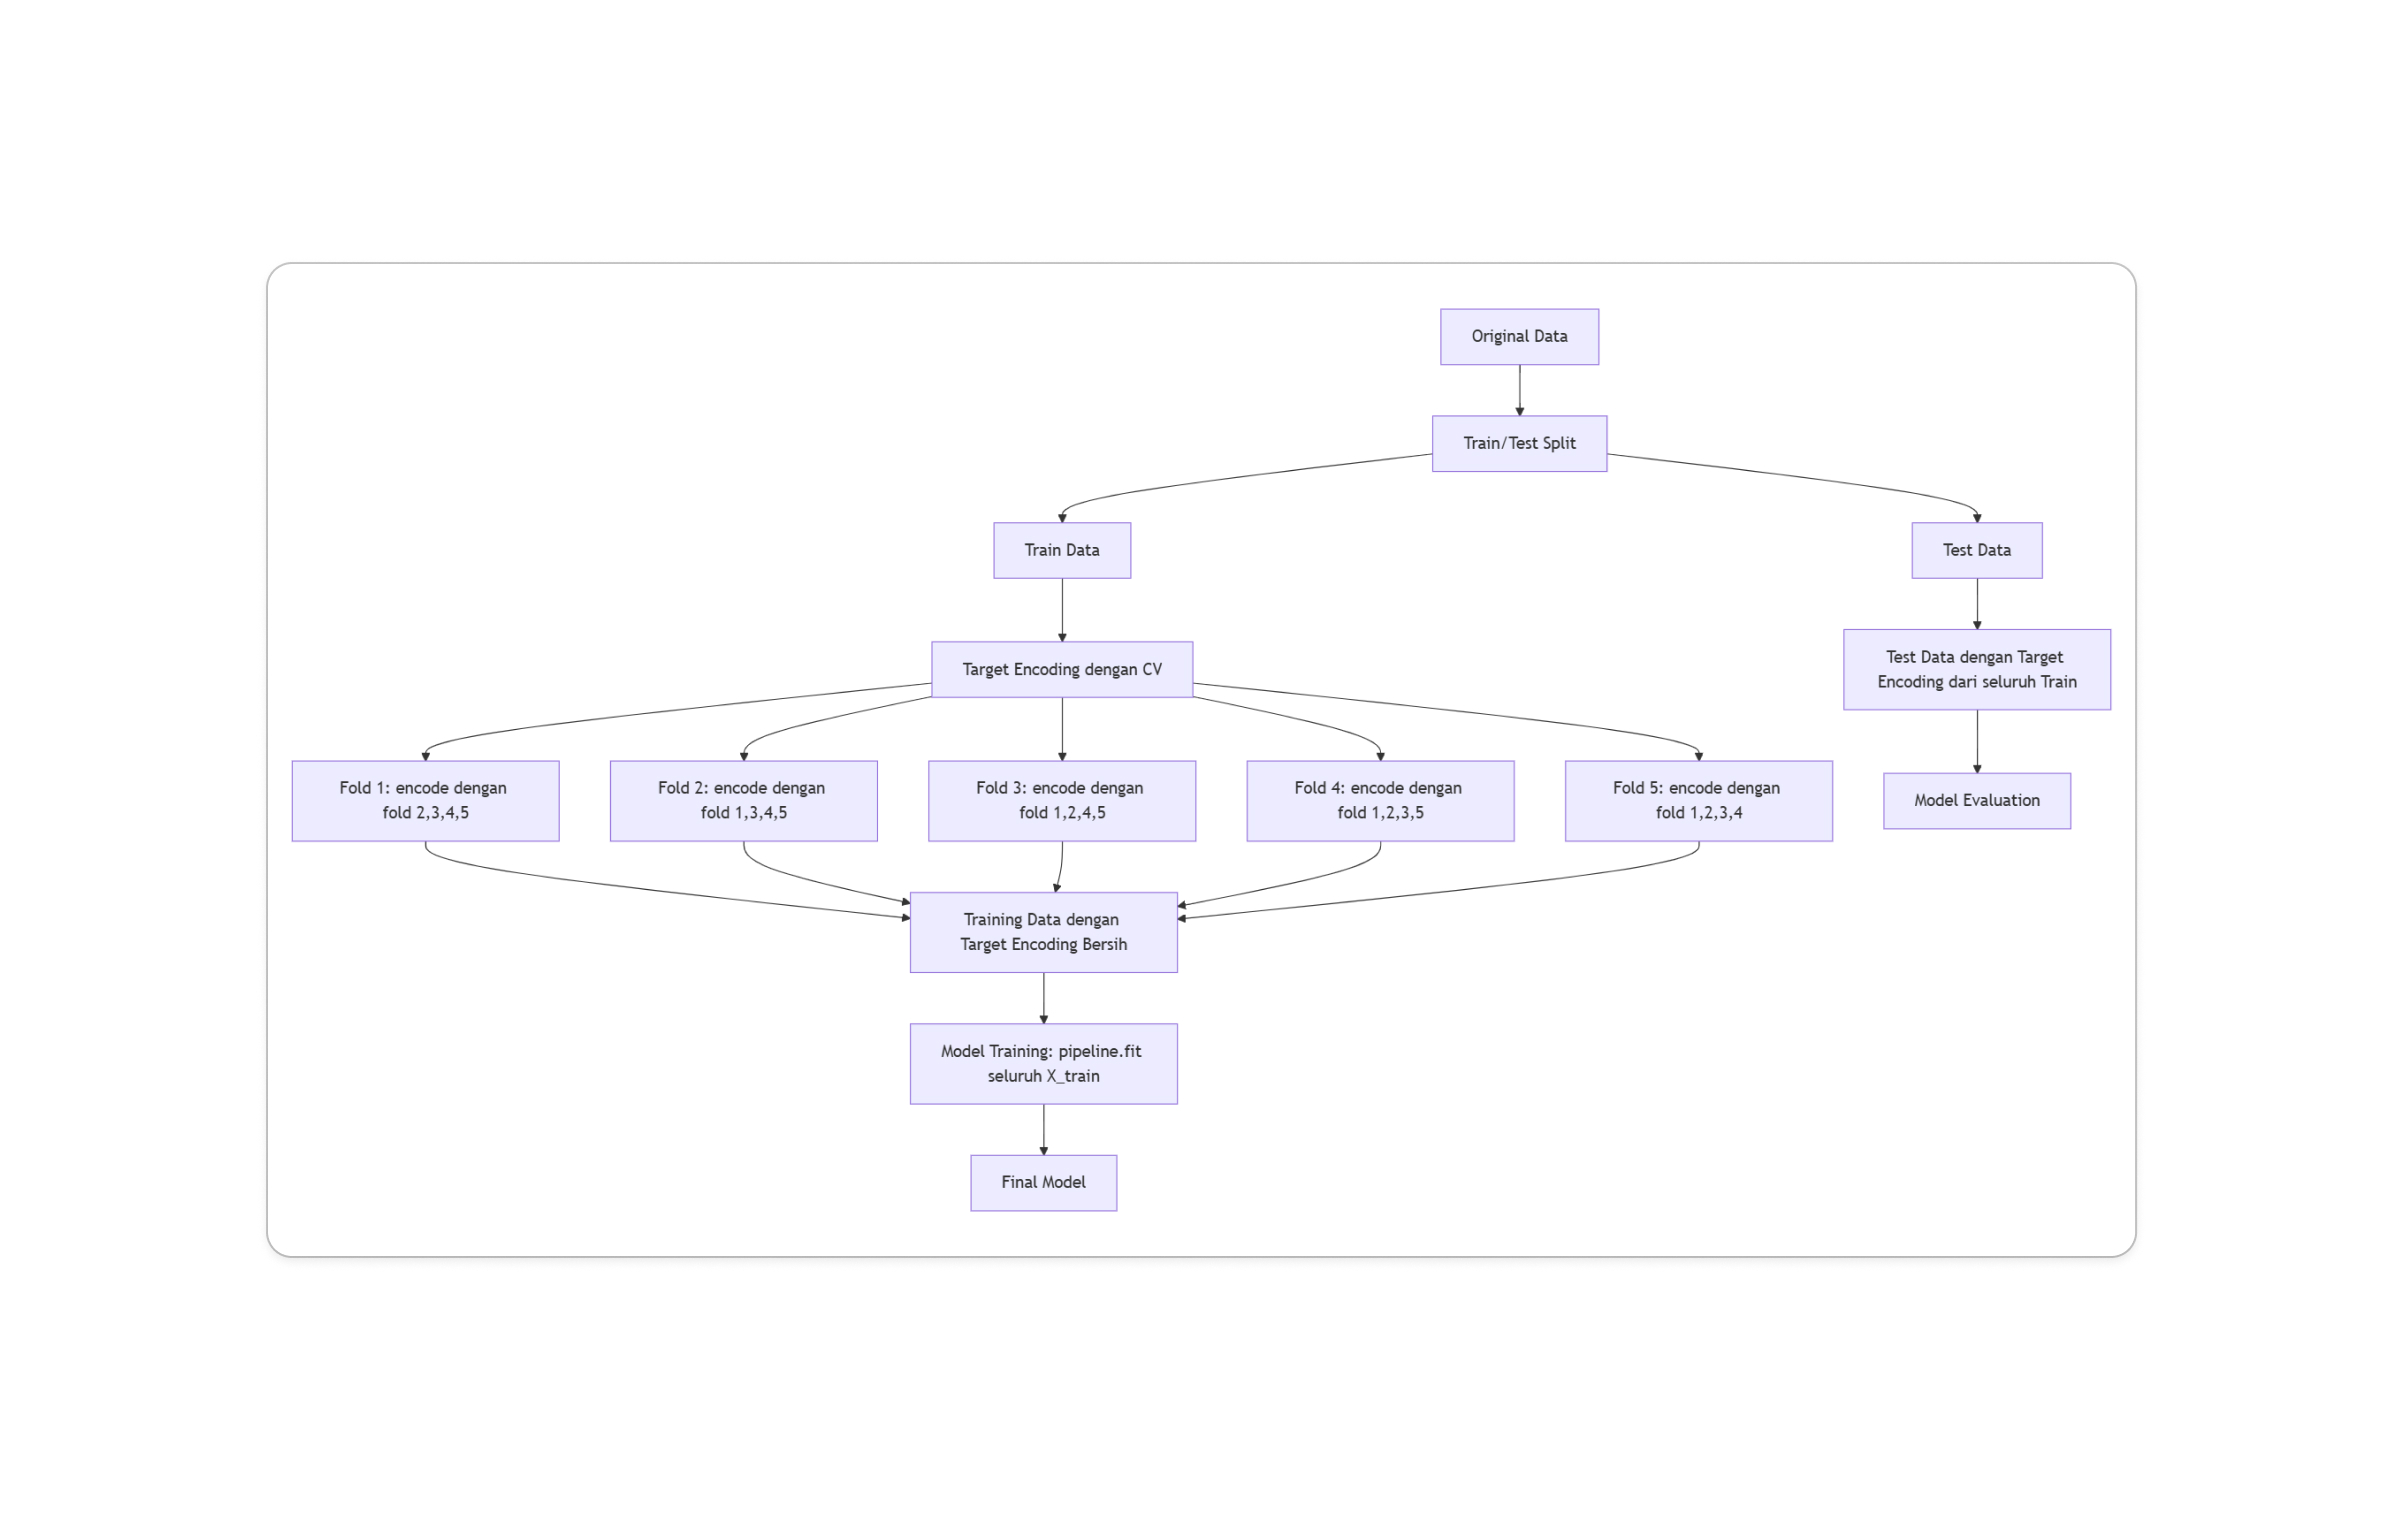 Original Data
Train/Test Split
Train Data
Test Data
Target Encoding dengan CV
Test Data dengan Target
Encoding dari seluruh Train
Fold 1: encode dengan
fold 2,3,4,5
Fold 2: encode dengan
fold 1,3,4,5
Fold 3: encode dengan
fold 1,2,4,5
Fold 4: encode dengan
fold 1,2,3,5
Fold 5: encode dengan
fold 1,2,3,4
Model Evaluation
Training Data dengan
Target Encoding Bersih
Model Training: pipeline.fit
seluruh X_train
Final Model